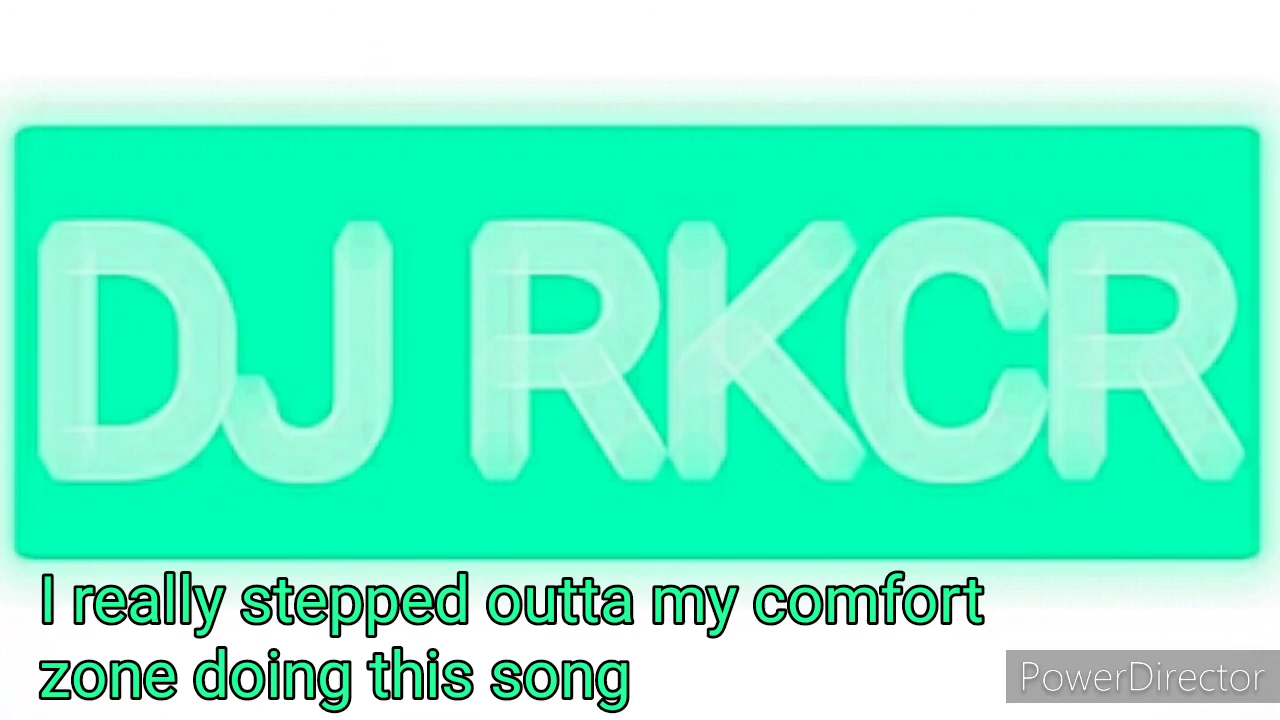 DJ RKCR
I really stepped outta my comfort
zone doing this song
PowerDirector